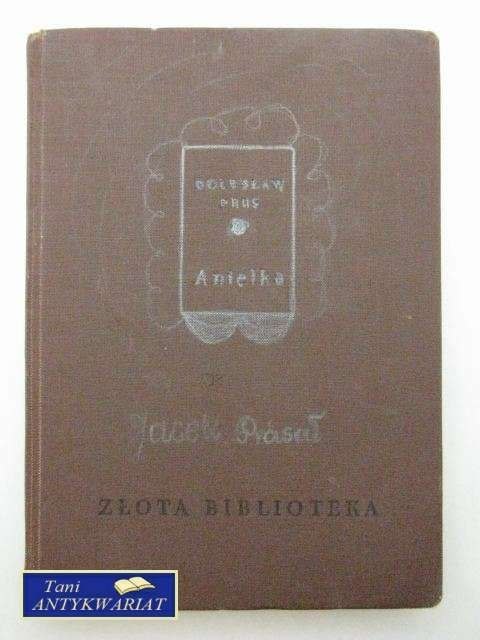 BOLESŁAW
PRUS
Anielka
Jacek
ZŁOTA BIBLIOTEKA
Tani
ANTYKWARIAT